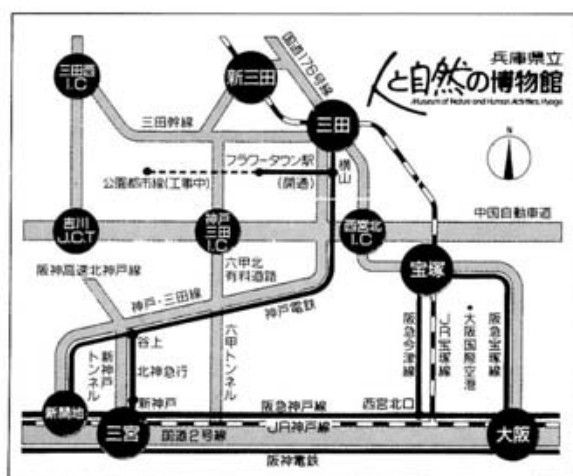 兵庫県立
人と自然の博物館
Museum of Nature and Human Activities, Hyogo
N
三田西
I.C
新三田
国道176号線
三田
三田幹線
フラワータウン駅
横山
公園都市線(工事中)
(開通)
吉川
J.C.T
神戸
三田
I.C
西宮北
I.C
中国自動車道
阪神高速北神戸線
六甲北
有料道路
宝塚
神戸・三田線
神戸電鉄
谷上
新神戸
トンネル
北神急行
六甲トンネル
阪急今津線
JR宝塚線
大阪国際空港
阪急宝塚線
新神戸
新開地
三宮
阪急神戸線
西宮北口
JR神戸線
国道2号線
大阪
阪神電鉄